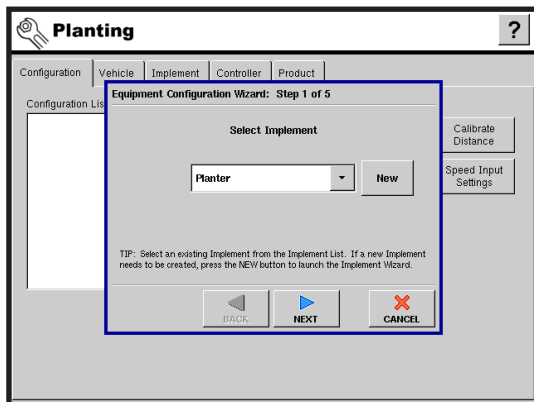 Planting
?
Configuration Vehicle Implement Controller Product
Configuration Lis
Equipment Configuration Wizard: Step 1 of 5
Select Implement
Planter
New
Calibrate
Distance
Speed Input
Settings
TIP: Select an existing Implement from the Implement List. If a new Implement
needs to be created, press the NEW button to launch the Implement Wizard.
BACK NEXT CANCEL